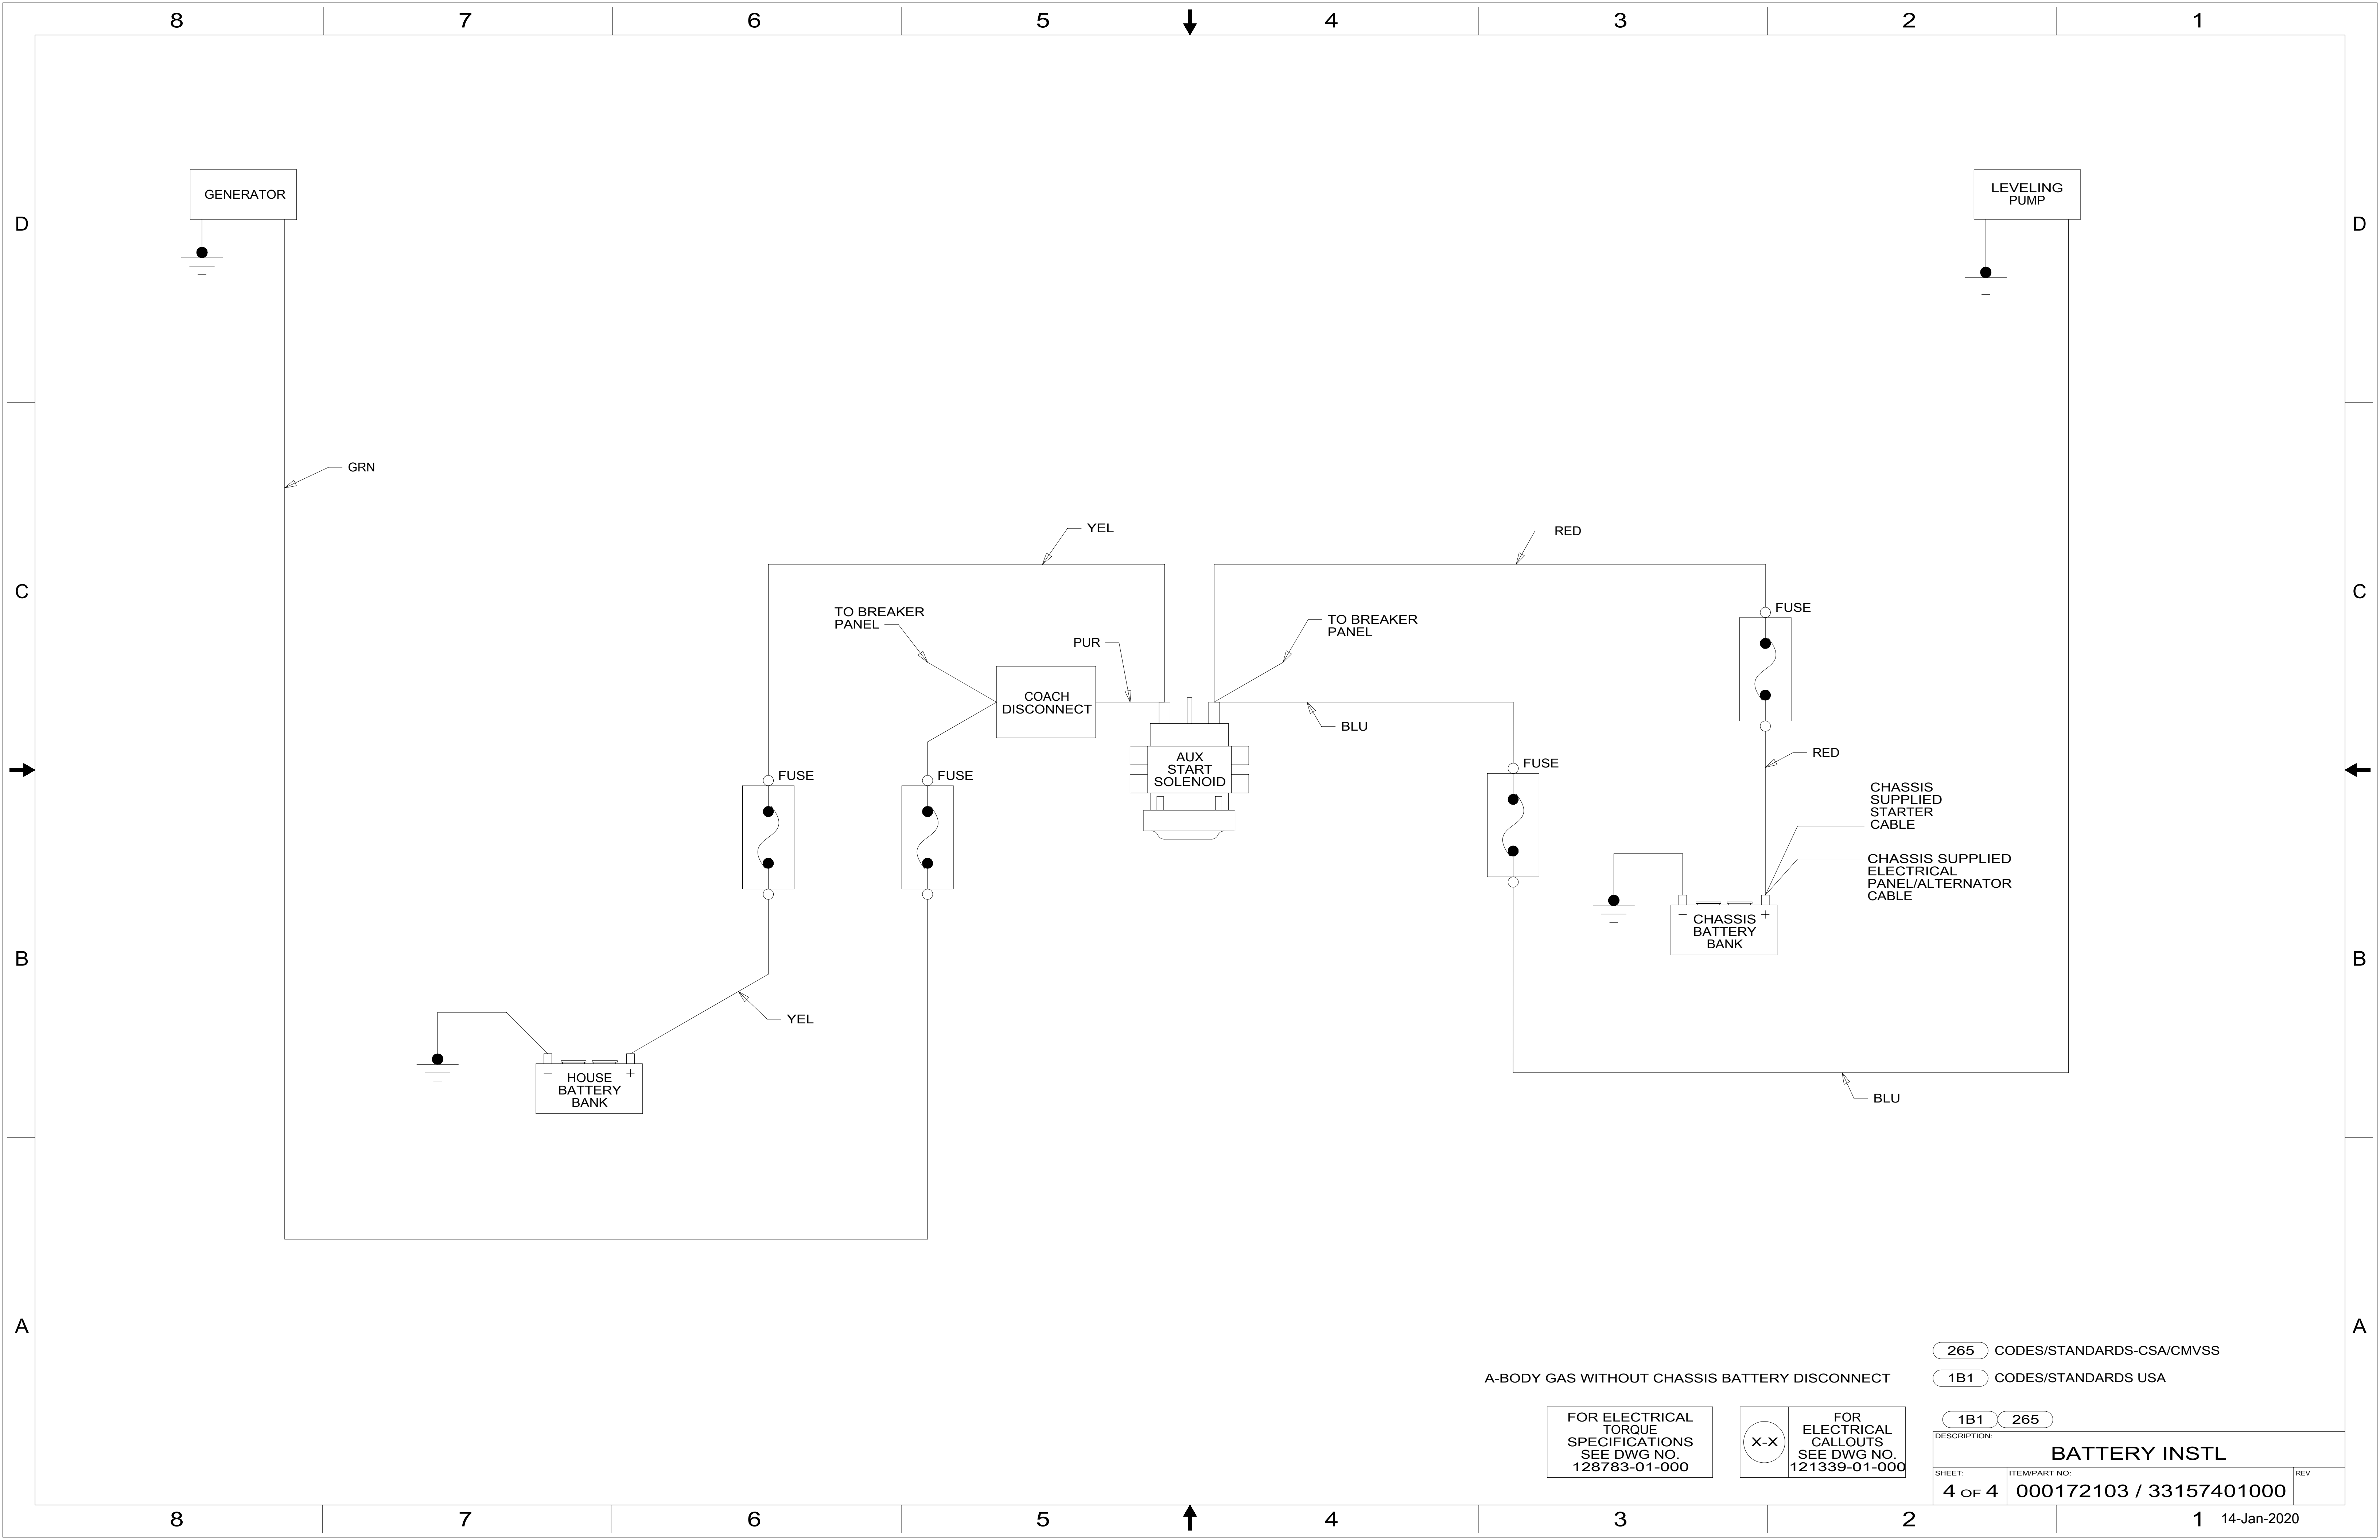 8 7 6 5 4 3 2 1
D D
GENERATOR
LEVELING
PUMP
GRN
YEL
RED
C C
TO BREAKER
PANEL
PUR
COACH
DISCONNECT
TO BREAKER
PANEL
BLU
FUSE
RED
FUSE
FUSE
FUSE
AUX
START
SOLENOID
CHASSIS
SUPPLIED
STARTER
CABLE
CHASSIS SUPPLIED
ELECTRICAL
PANEL/ALTERNATOR
CABLE
- +
CHASSIS
BATTERY
BANK
B B
YEL
- +
HOUSE
BATTERY
BANK
BLU
A A
A-BODY GAS WITHOUT CHASSIS BATTERY DISCONNECT
265 CODES/STANDARDS-CSA/CMVSS
1B1 CODES/STANDARDS USA
FOR ELECTRICAL
TORQUE
SPECIFICATIONS
SEE DWG NO.
128783-01-000
X-X
FOR
ELECTRICAL
CALLOUTS
SEE DWG NO.
121339-01-000
1B1 265
DESCRIPTION:
BATTERY INSTL
SHEET:
4 OF 4
ITEM/PART NO:
000172103 / 33157401000
REV
8 7 6 5 4 3 2 1
14-Jan-2020